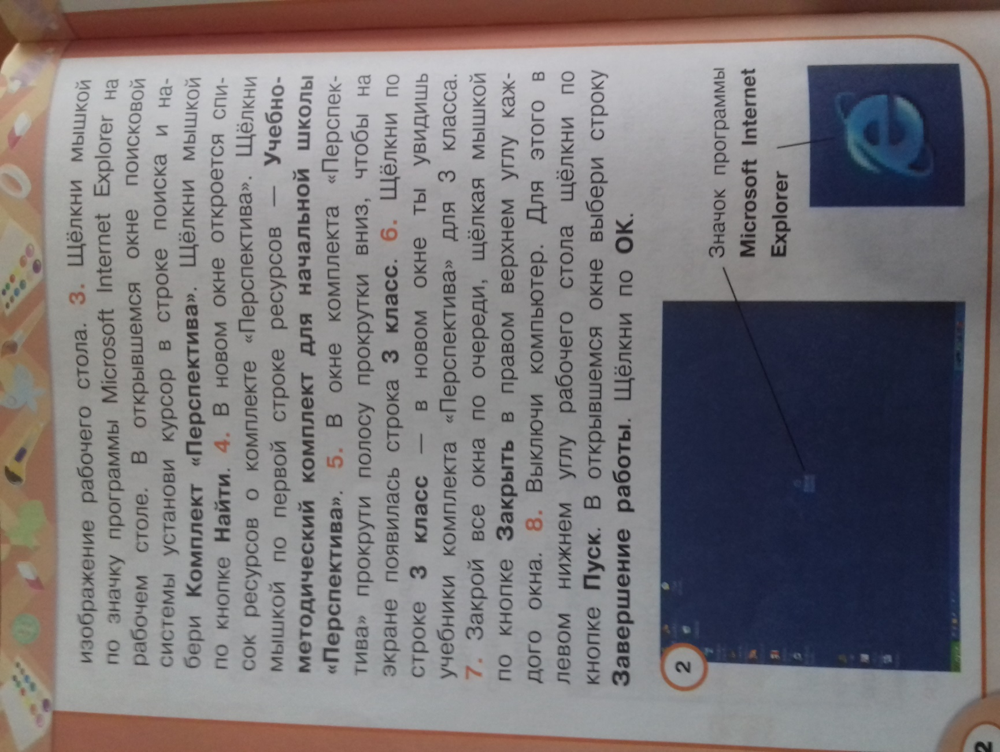 изображение рабочего стола. 3. Щёлкни мышкой
по значку программы Microsoft Internet Explorer на
рабочем столе. В открывшемся окне поисковой
системы установи курсор в строке поиска и на-
бери Комплект «Перспектива». Щёлкни мышкой
по кнопке Найти. 4. В новом окне откроется спи-
сок ресурсов о комплекте «Перспектива». Щёлкни
мышкой по первой строке ресурсов — Учебно-
методический комплект для начальной школы
«Перспектива». 5. В окне комплекта «Перспек-
тива» прокрути полосу прокрутки вниз, чтобы на
экране появилась строка 3 класс. 6. Щёлкни по
строке 3 класс — в новом окне ты увидишь
учебники комплекта «Перспектива» для 3 класса.
7. Закрой все окна по очереди, щёлкая мышкой
по кнопке Закрыть в правом верхнем углу каж-
дого окна. 8. Выключи компьютер. Для этого в
левом нижнем углу рабочего стола щёлкни по
кнопке Пуск. В открывшемся окне выбери строку
Завершение работы. Щёлкни по ОК.
2
Значок программы
Microsoft Internet
Explorer